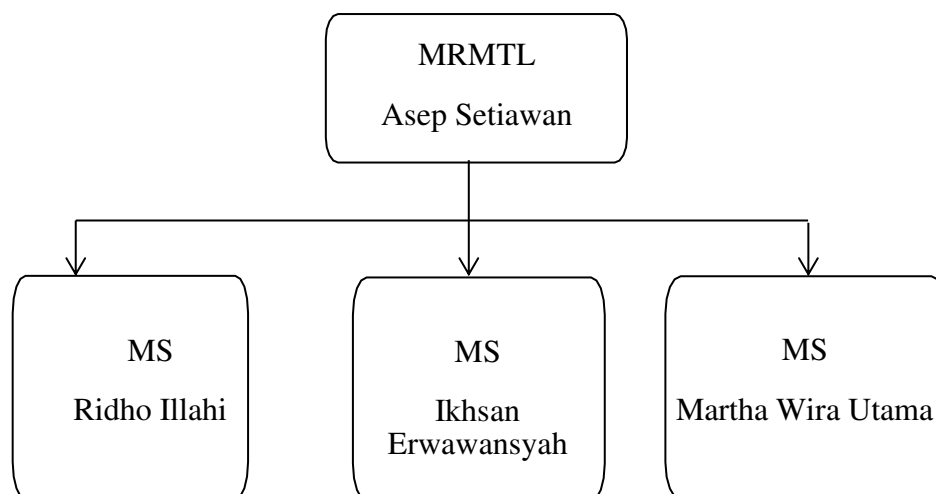 MRMTL
Asep Setiawan
MS
Ridho Illahi
MS
Ikhsan
Erwawansyah
MS
Martha Wira Utama